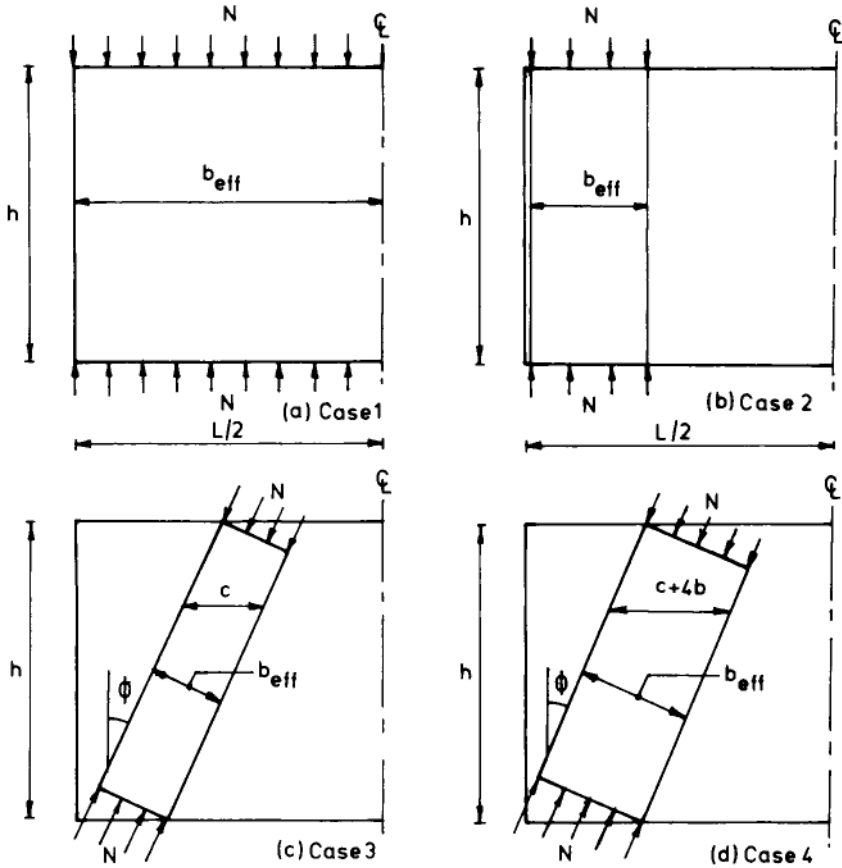 N
℄
h
b_eff
N
(a) Case 1
L/2
N
℄
h
b_eff
N
(b) Case 2
L/2
N
℄
h
c
b_eff
ϕ
N
(c) Case 3
N
℄
h
c+4b
b_eff
ϕ
(d) Case 4
N